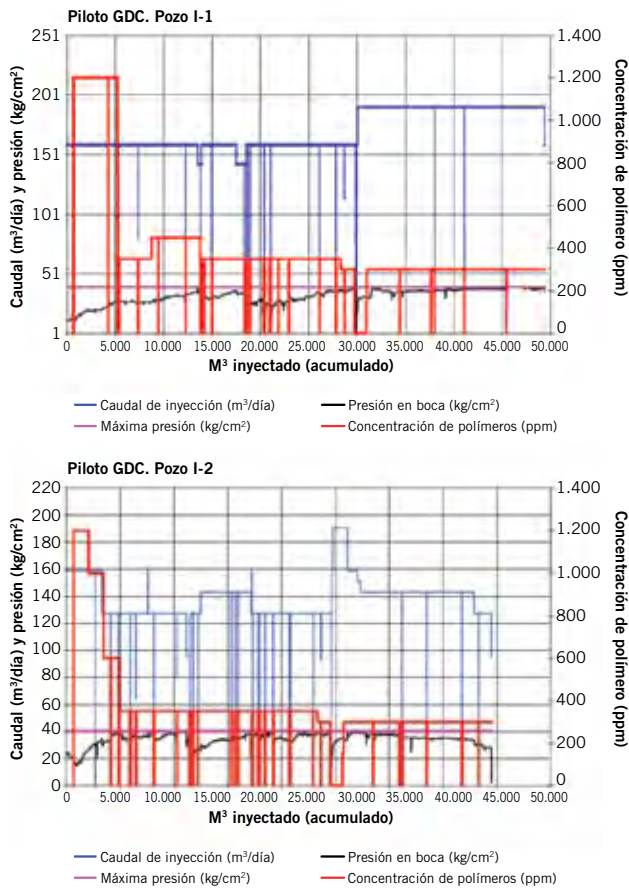 Piloto GDC. Pozo I-1
Caudal (m³/día) y presión (kg/cm²)
251
201
151
101
51
1
1.400
1.200
1.000
800
600
400
200
0
Concentración de polímero (ppm)
0 5.000 10.000 15.000 20.000 25.000 30.000 35.000 40.000 45.000 50.000
M³ inyectado (acumulado)
Caudal de inyección (m³/día) Presión en boca (kg/cm²)
Máxima presión (kg/cm²) Concentración de polímeros (ppm)
Piloto GDC. Pozo I-2
Caudal (m³/día) y presión (kg/cm²)
220
200
180
160
140
120
100
80
60
40
20
0
1.400
1.200
1.000
800
600
400
200
0
Concentración de polímero (ppm)
0 5.000 10.000 15.000 20.000 25.000 30.000 35.000 40.000 45.000 50.000
M³ inyectado (acumulado)
Caudal de inyección (m³/día) Presión en boca (kg/cm²)
Máxima presión (kg/cm²) Concentración de polímeros (ppm)